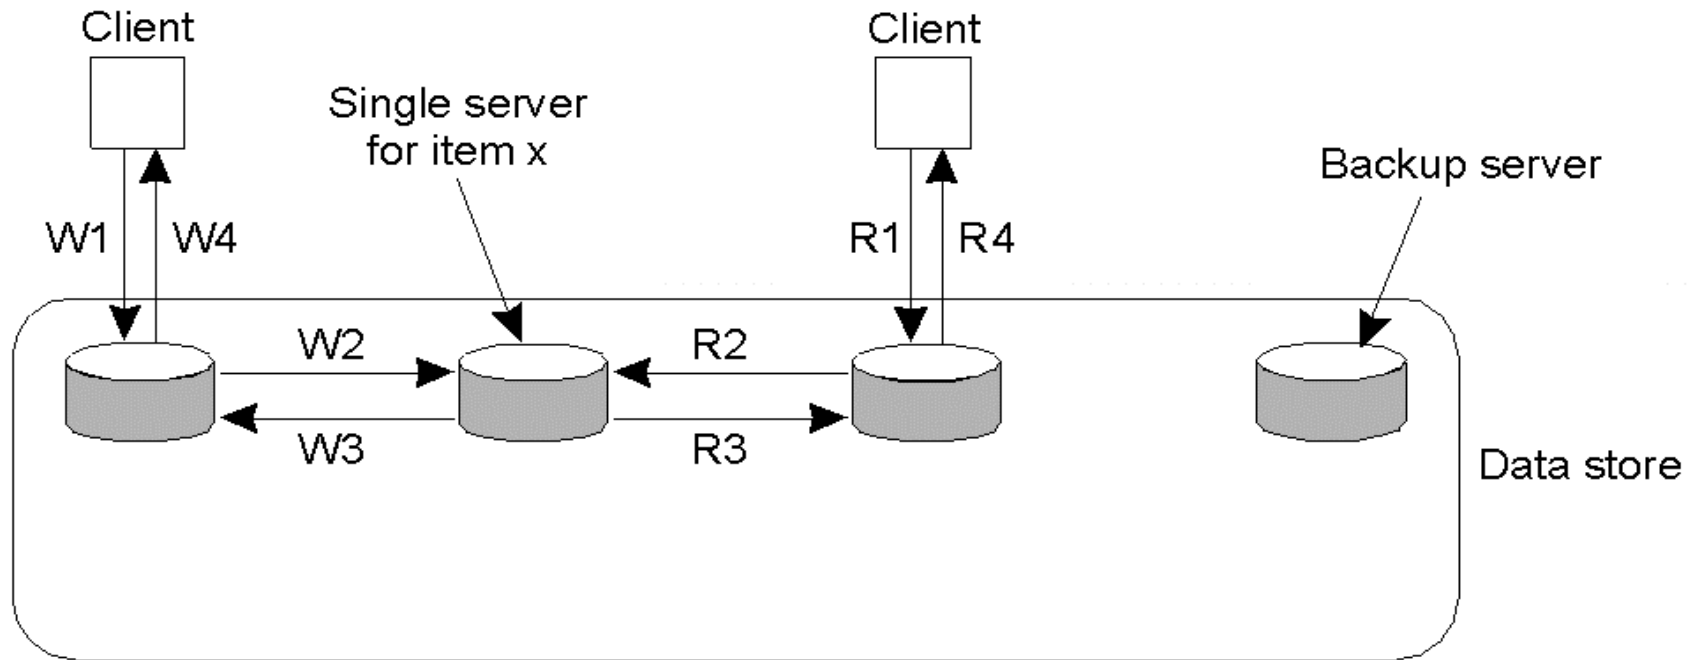 Client
Client
Single server
for item x
Backup server
W1
W4
R1
R4
W2
R2
W3
R3
Data store